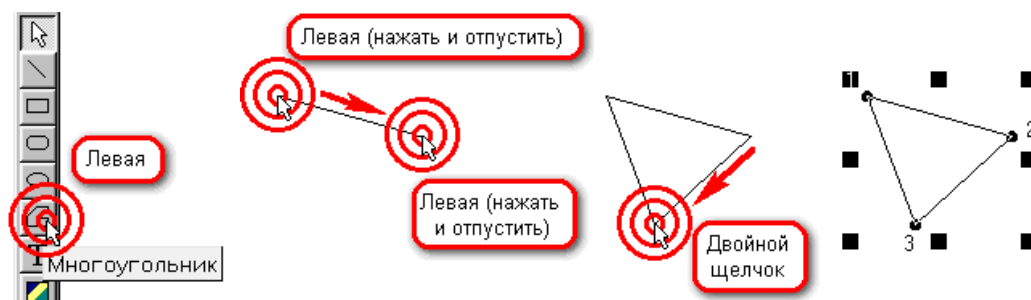 Левая (нажать и отпустить)
Левая
Левая (нажать
и отпустить)
Двойной
щелчок
Многоугольник
T
1
2
3